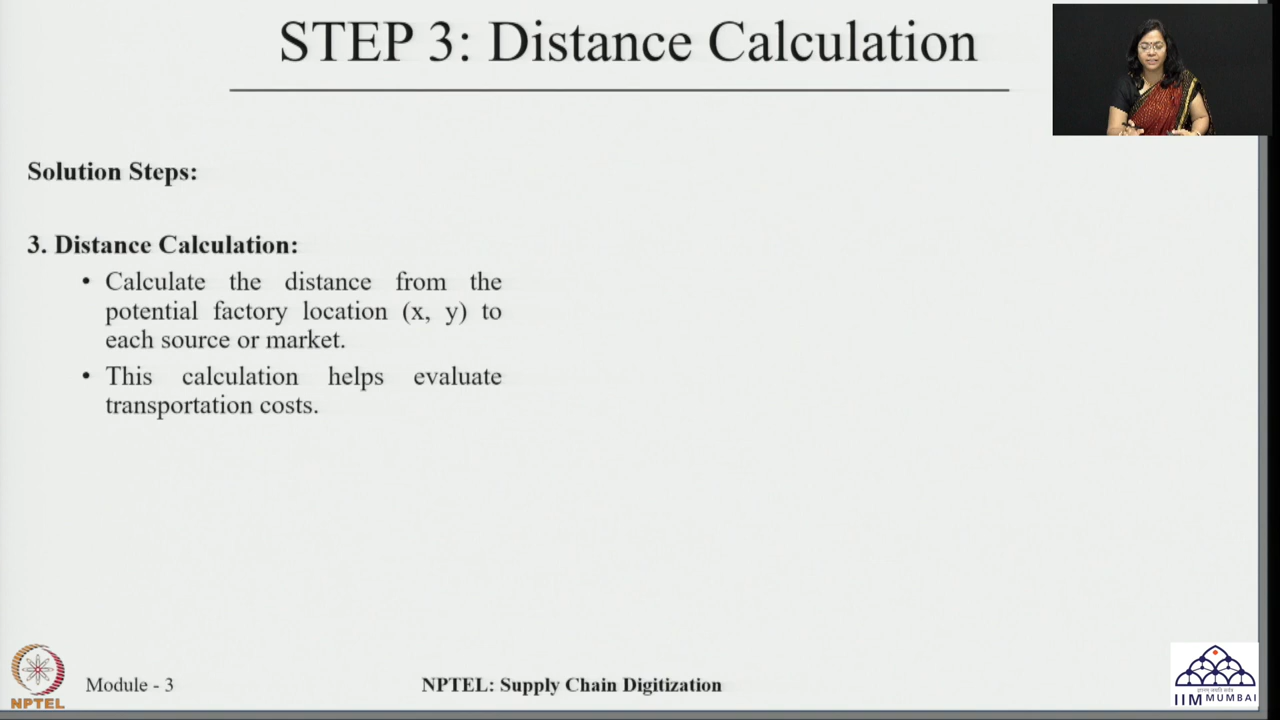 STEP 3: Distance Calculation
Solution Steps:
3. Distance Calculation:
• Calculate the distance from the
potential factory location (x, y) to
each source or market.
• This calculation helps evaluate
transportation costs.
NPTEL
Module - 3
NPTEL: Supply Chain Digitization
IIM MUMBAI